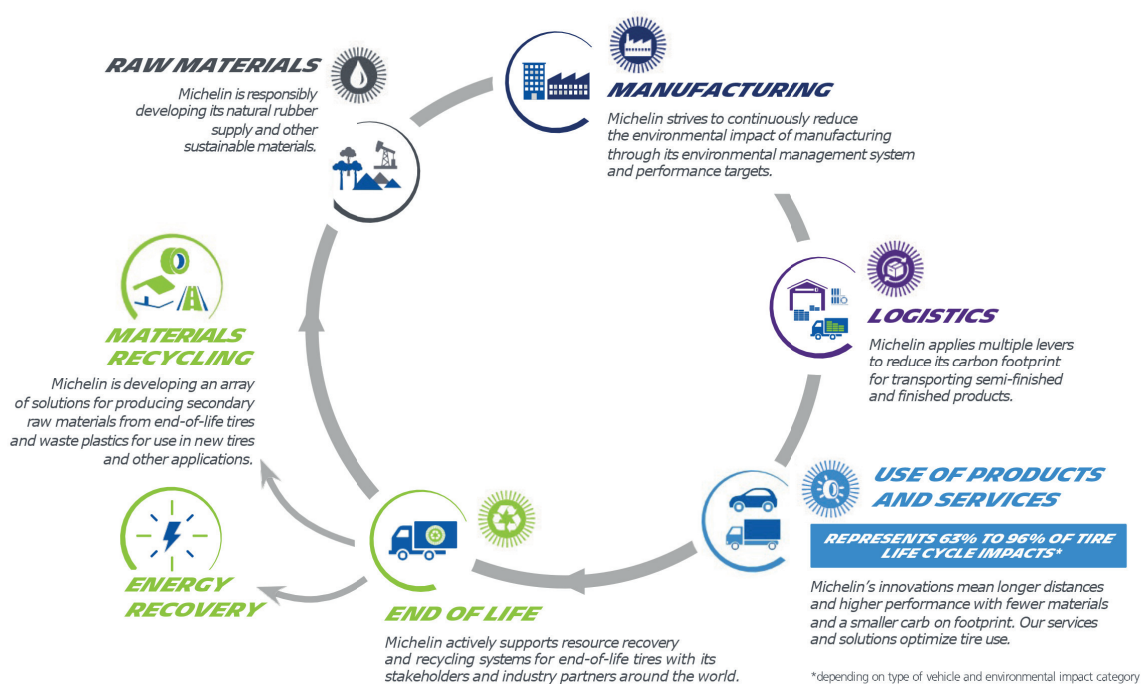 RAW MATERIALS
Michelin is responsibly
developing its natural rubber
supply and other
sustainable materials.
MANUFACTURING
Michelin strives to continuously reduce
the environmental impact of manufacturing
through its environmental management system
and performance targets.
LOGISTICS
Michelin applies multiple levers
to reduce its carbon footprint
for transporting semi-finished
and finished products.
USE OF PRODUCTS
AND SERVICES
REPRESENTS 63% TO 96% OF TIRE
LIFE CYCLE IMPACTS*
Michelin's innovations mean longer distances
and higher performance with fewer materials
and a smaller carb on footprint. Our services
and solutions optimize tire use.
*depending on type of vehicle and environmental impact category
END OF LIFE
Michelin actively supports resource recovery
and recycling systems for end-of-life tires with its
stakeholders and industry partners around the world.
MATERIALS
RECYCLING
Michelin is developing an array
of solutions for producing secondary
raw materials from end-of-life tires
and waste plastics for use in new tires
and other applications.
ENERGY
RECOVERY